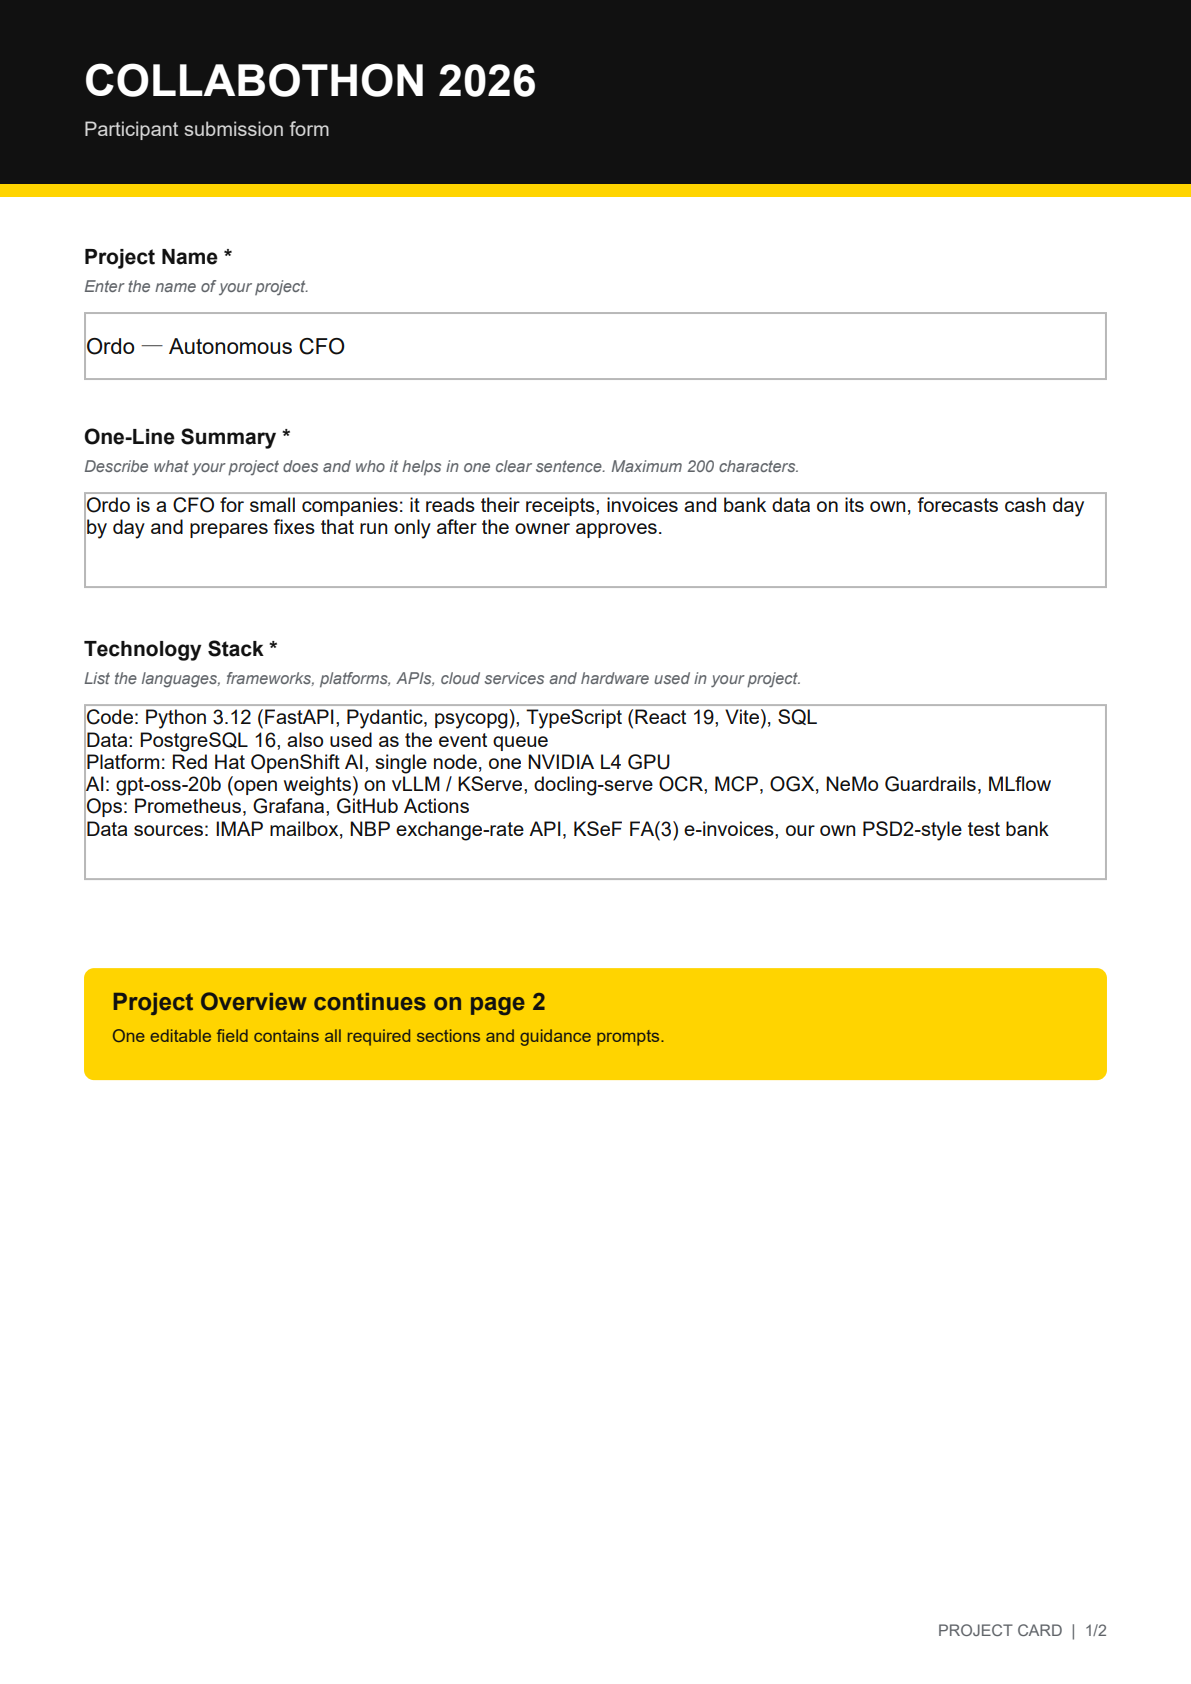 COLLABOTHON 2026
Participant submission form
Project Name *
Enter the name of your project.
Ordo — Autonomous CFO
One-Line Summary *
Describe what your project does and who it helps in one clear sentence. Maximum 200 characters.
Ordo is a CFO for small companies: it reads their receipts, invoices and bank data on its own, forecasts cash day
by day and prepares fixes that run only after the owner approves.
Technology Stack *
List the languages, frameworks, platforms, APIs, cloud services and hardware used in your project.
Code: Python 3.12 (FastAPI, Pydantic, psycopg), TypeScript (React 19, Vite), SQL
Data: PostgreSQL 16, also used as the event queue
Platform: Red Hat OpenShift AI, single node, one NVIDIA L4 GPU
AI: gpt-oss-20b (open weights) on vLLM / KServe, docling-serve OCR, MCP, OGX, NeMo Guardrails, MLflow
Ops: Prometheus, Grafana, GitHub Actions
Data sources: IMAP mailbox, NBP exchange-rate API, KSeF FA(3) e-invoices, our own PSD2-style test bank
Project Overview continues on page 2
One editable field contains all required sections and guidance prompts.
PROJECT CARD | 1/2